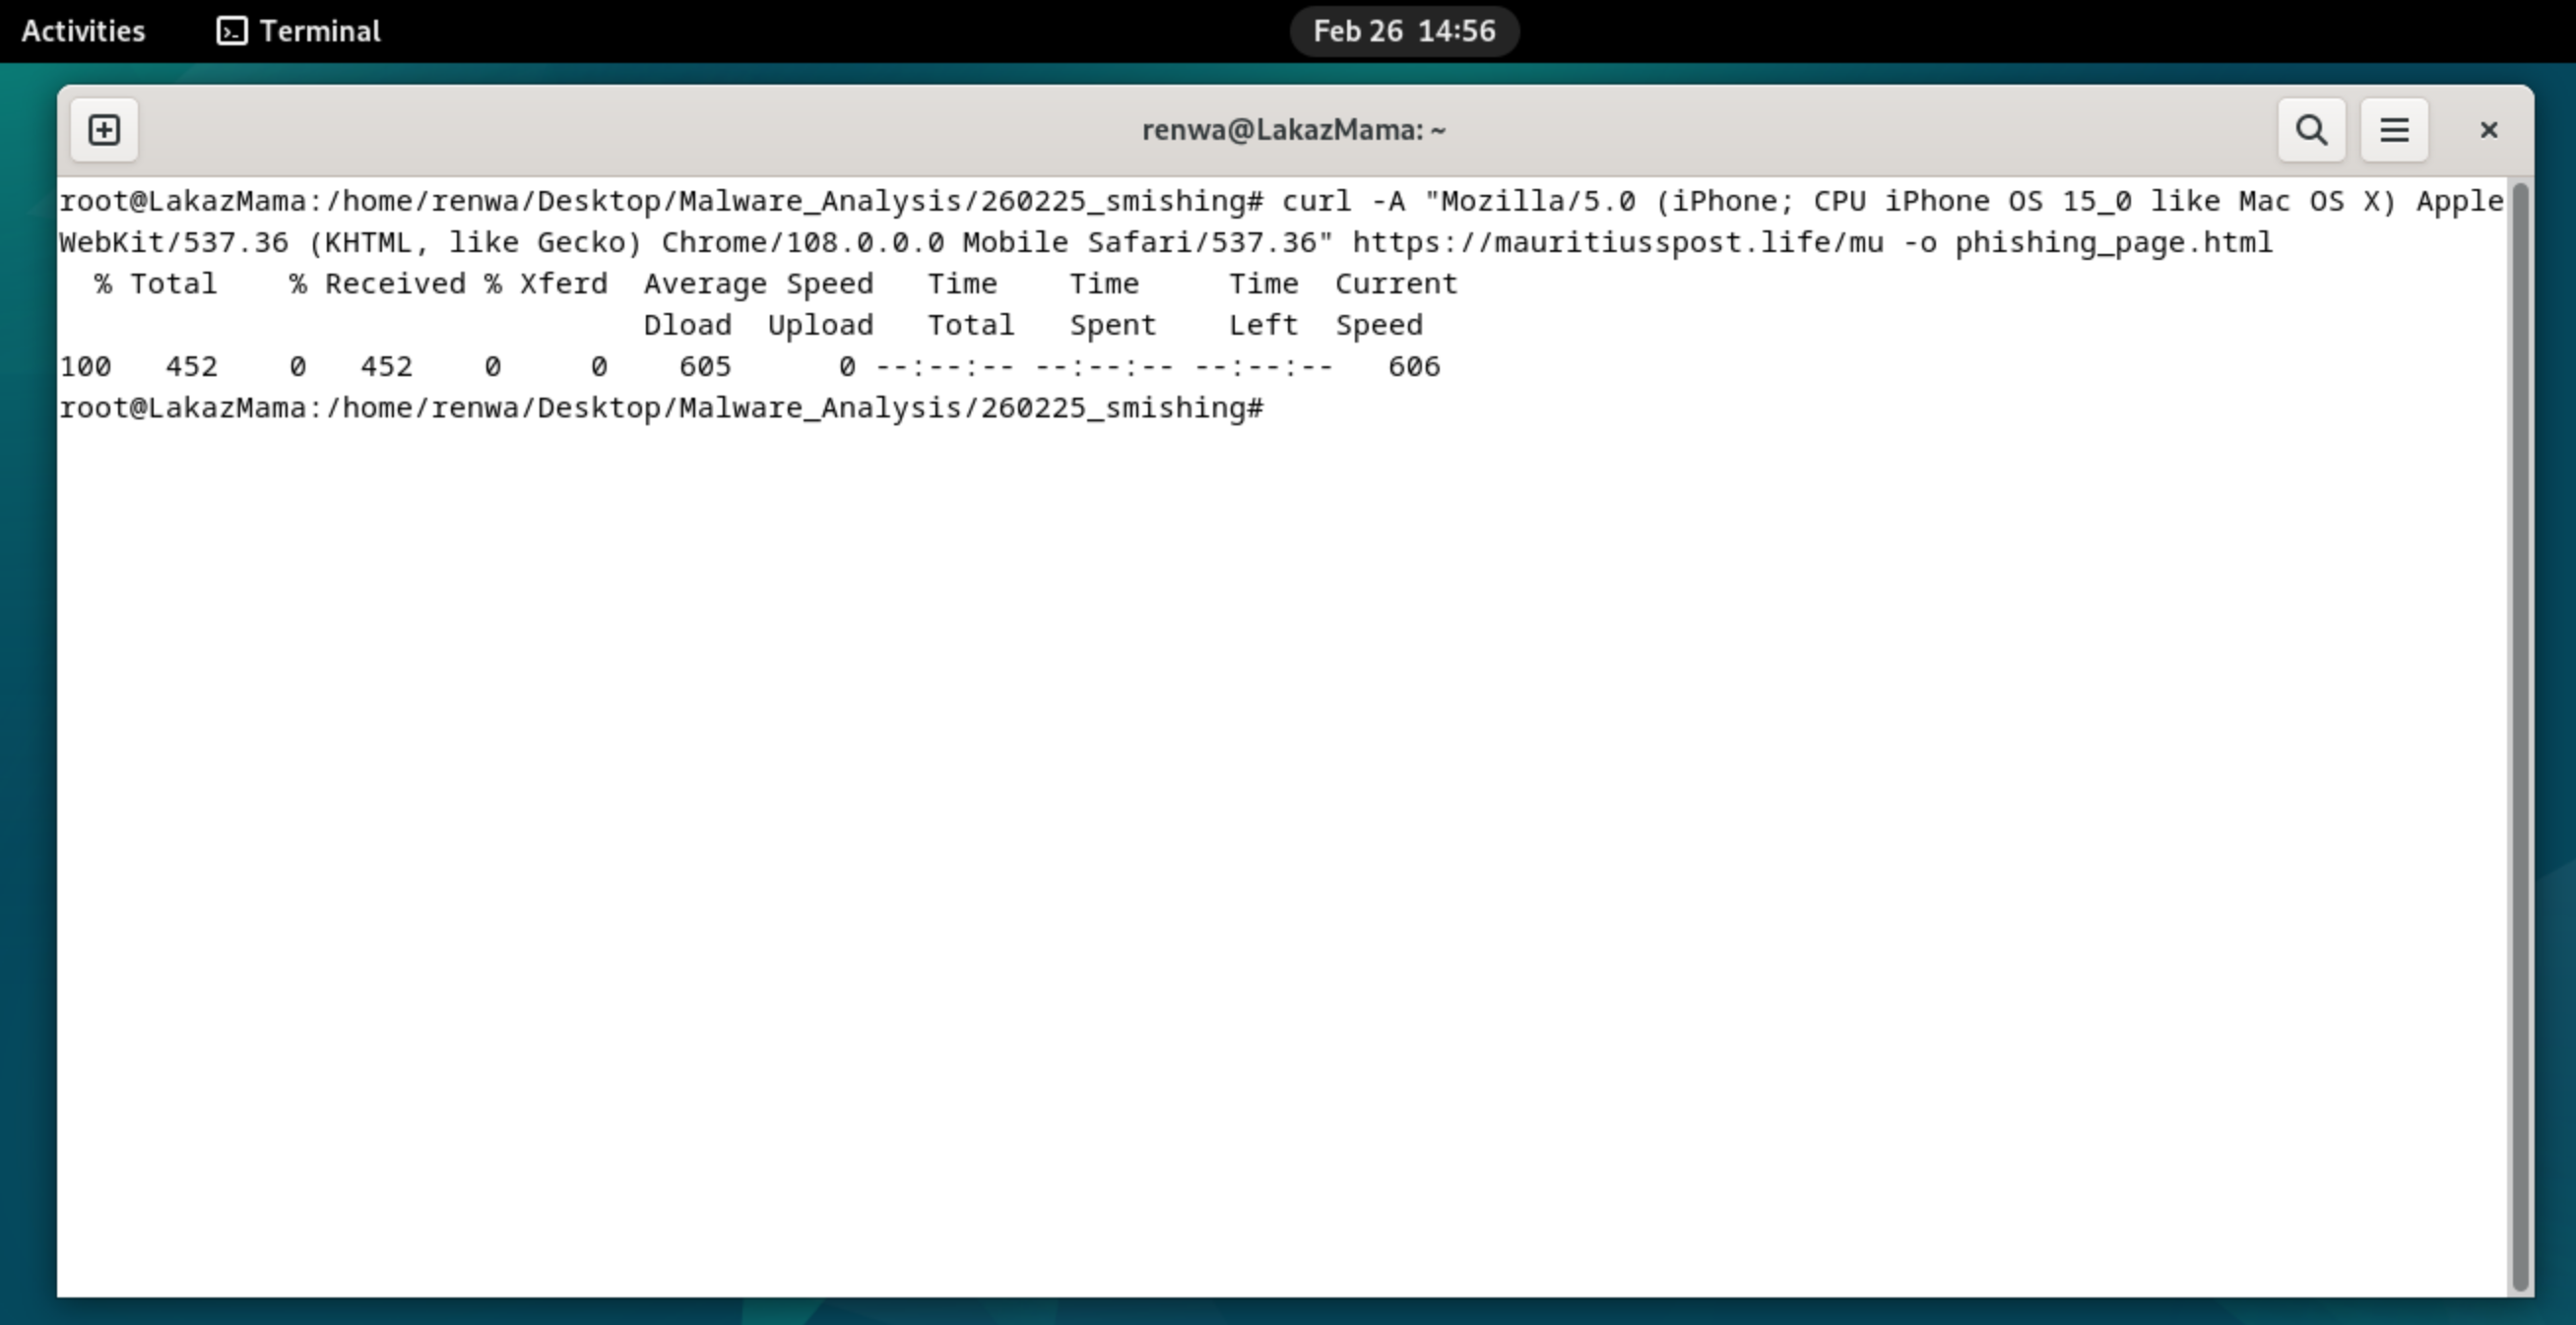 Activities Terminal Feb 26 14:56
renwa@LakazMama: ~
root@LakazMama:/home/renwa/Desktop/Malware_Analysis/260225_smishing# curl -A "Mozilla/5.0 (iPhone; CPU iPhone OS 15_0 like Mac OS X) Apple
WebKit/537.36 (KHTML, like Gecko) Chrome/108.0.0.0 Mobile Safari/537.36" https://mauritiusspost.life/mu -o phishing_page.html
  % Total    % Received % Xferd  Average Speed   Time    Time     Time  Current
                                 Dload  Upload   Total   Spent    Left  Speed
100   452    0   452    0     0    605      0 --:--:-- --:--:-- --:--:--   606
root@LakazMama:/home/renwa/Desktop/Malware_Analysis/260225_smishing#